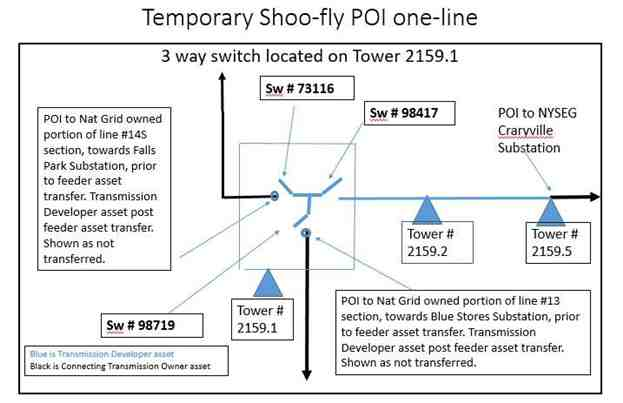 Temporary Shoo-fly POI one-line
3 way switch located on Tower 2159.1
Sw # 73116
Sw # 98417
POI to Nat Grid owned
portion of line #14S
section, towards Falls
Park Substation, prior
to feeder asset
transfer. Transmission
Developer asset post
feeder asset transfer.
Shown as not
transferred.
POI to NYSEG
Craryville
Substation
Tower #
2159.2
Tower #
2159.5
Sw # 98719
Tower #
2159.1
POI to Nat Grid owned portion of line #13
section, towards Blue Stores Substation, prior
to feeder asset transfer. Transmission
Developer asset post feeder asset transfer.
Shown as not transferred.
Blue is Transmission Developer asset
Black is Connecting Transmission Owner asset